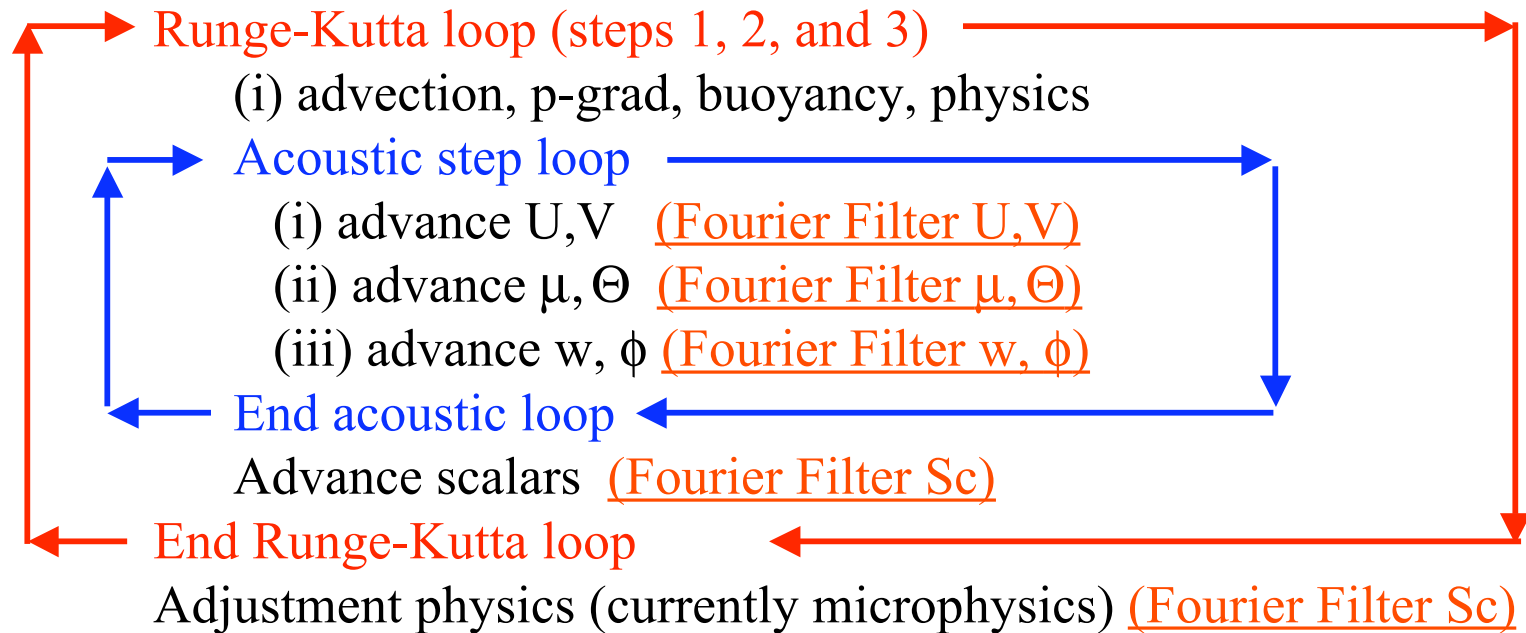 Runge-Kutta loop (steps 1, 2, and 3)
(i) advection, p-grad, buoyancy, physics
Acoustic step loop
(i) advance U,V (Fourier Filter U,V)
(ii) advance μ, Θ (Fourier Filter μ, Θ)
(iii) advance w, ϕ (Fourier Filter w, ϕ)
End acoustic loop
Advance scalars (Fourier Filter Sc)
End Runge-Kutta loop
Adjustment physics (currently microphysics) (Fourier Filter Sc)